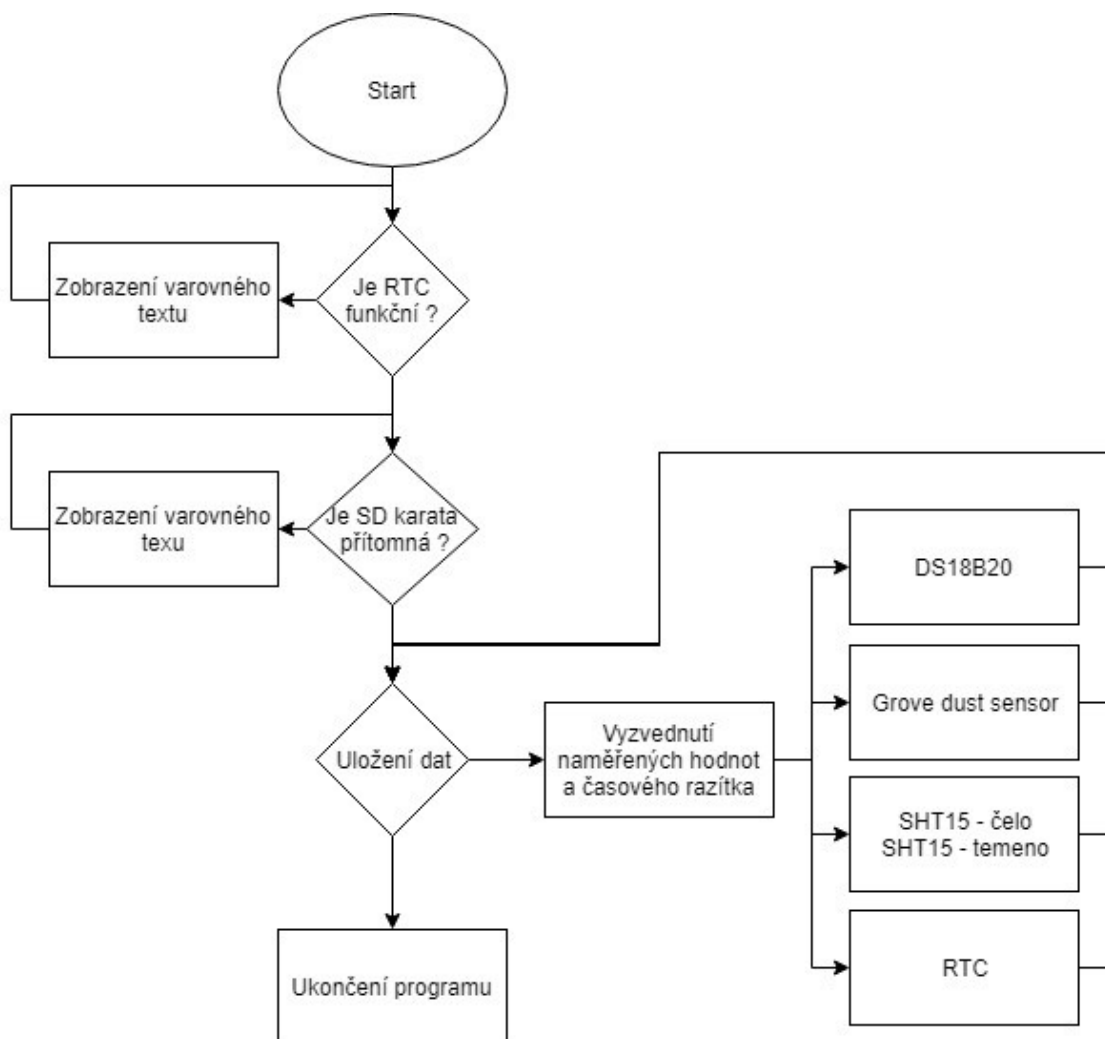 Start
Je RTC
funkční ?
Zobrazení varovného
textu
Je SD karata
přítomná ?
Zobrazení varovného
texu
Uložení dat
Vyzvednutí
naměřených hodnot
a časového razítka
DS18B20
Grove dust sensor
SHT15 - čelo
SHT15 - temeno
RTC
Ukončení programu